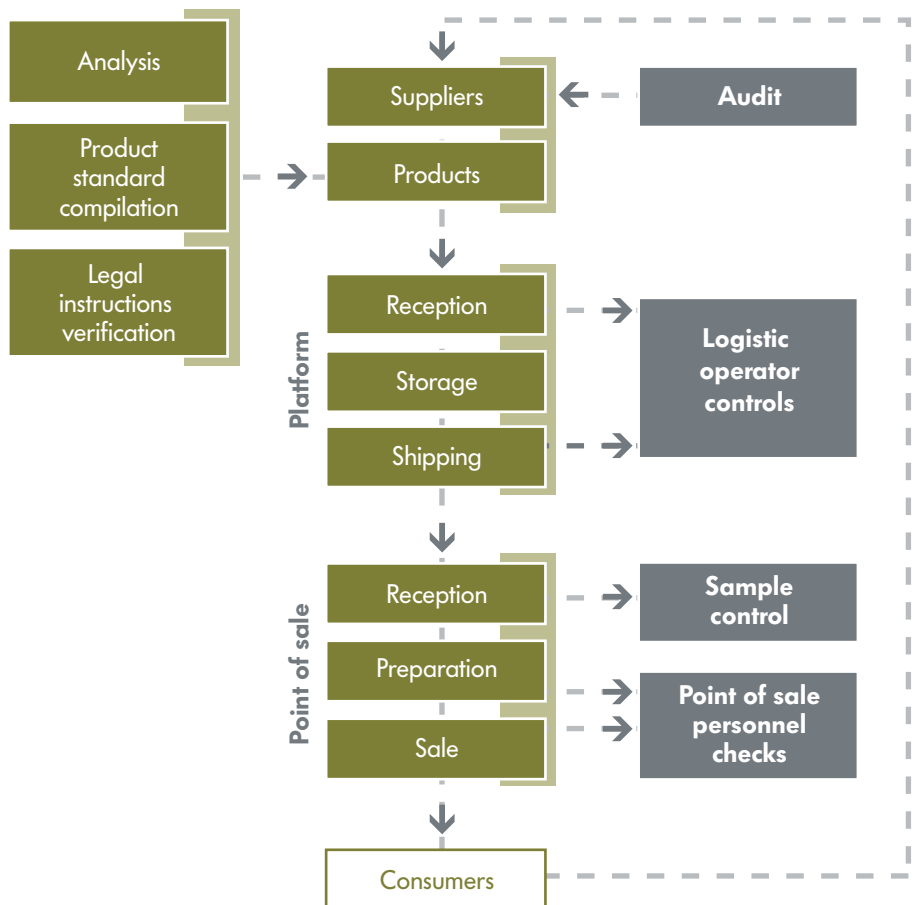 Analysis
Product
standard
compilation
Legal
instructions
verification
Suppliers
Products
Audit
Platform
Reception
Storage
Shipping
Logistic
operator
controls
Point of sale
Reception
Preparation
Sale
Sample
control
Point of sale
personnel
checks
Consumers